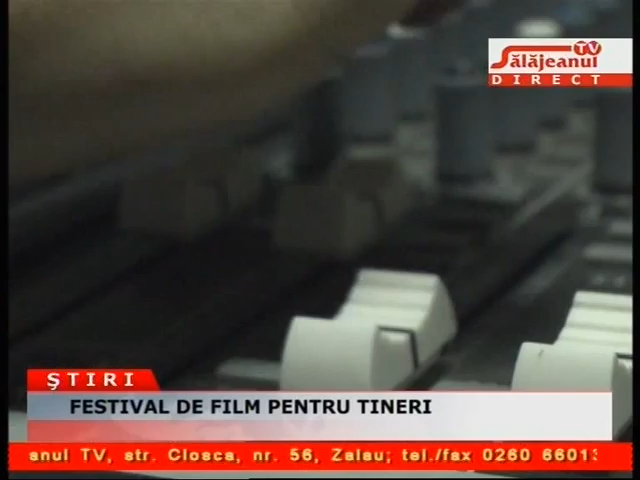 Sălăjeanul TV
DIRECT
ŞTIRI
FESTIVAL DE FILM PENTRU TINERI
anul TV, str. Closca, nr. 56, Zalau; tel./fax 0260 66013